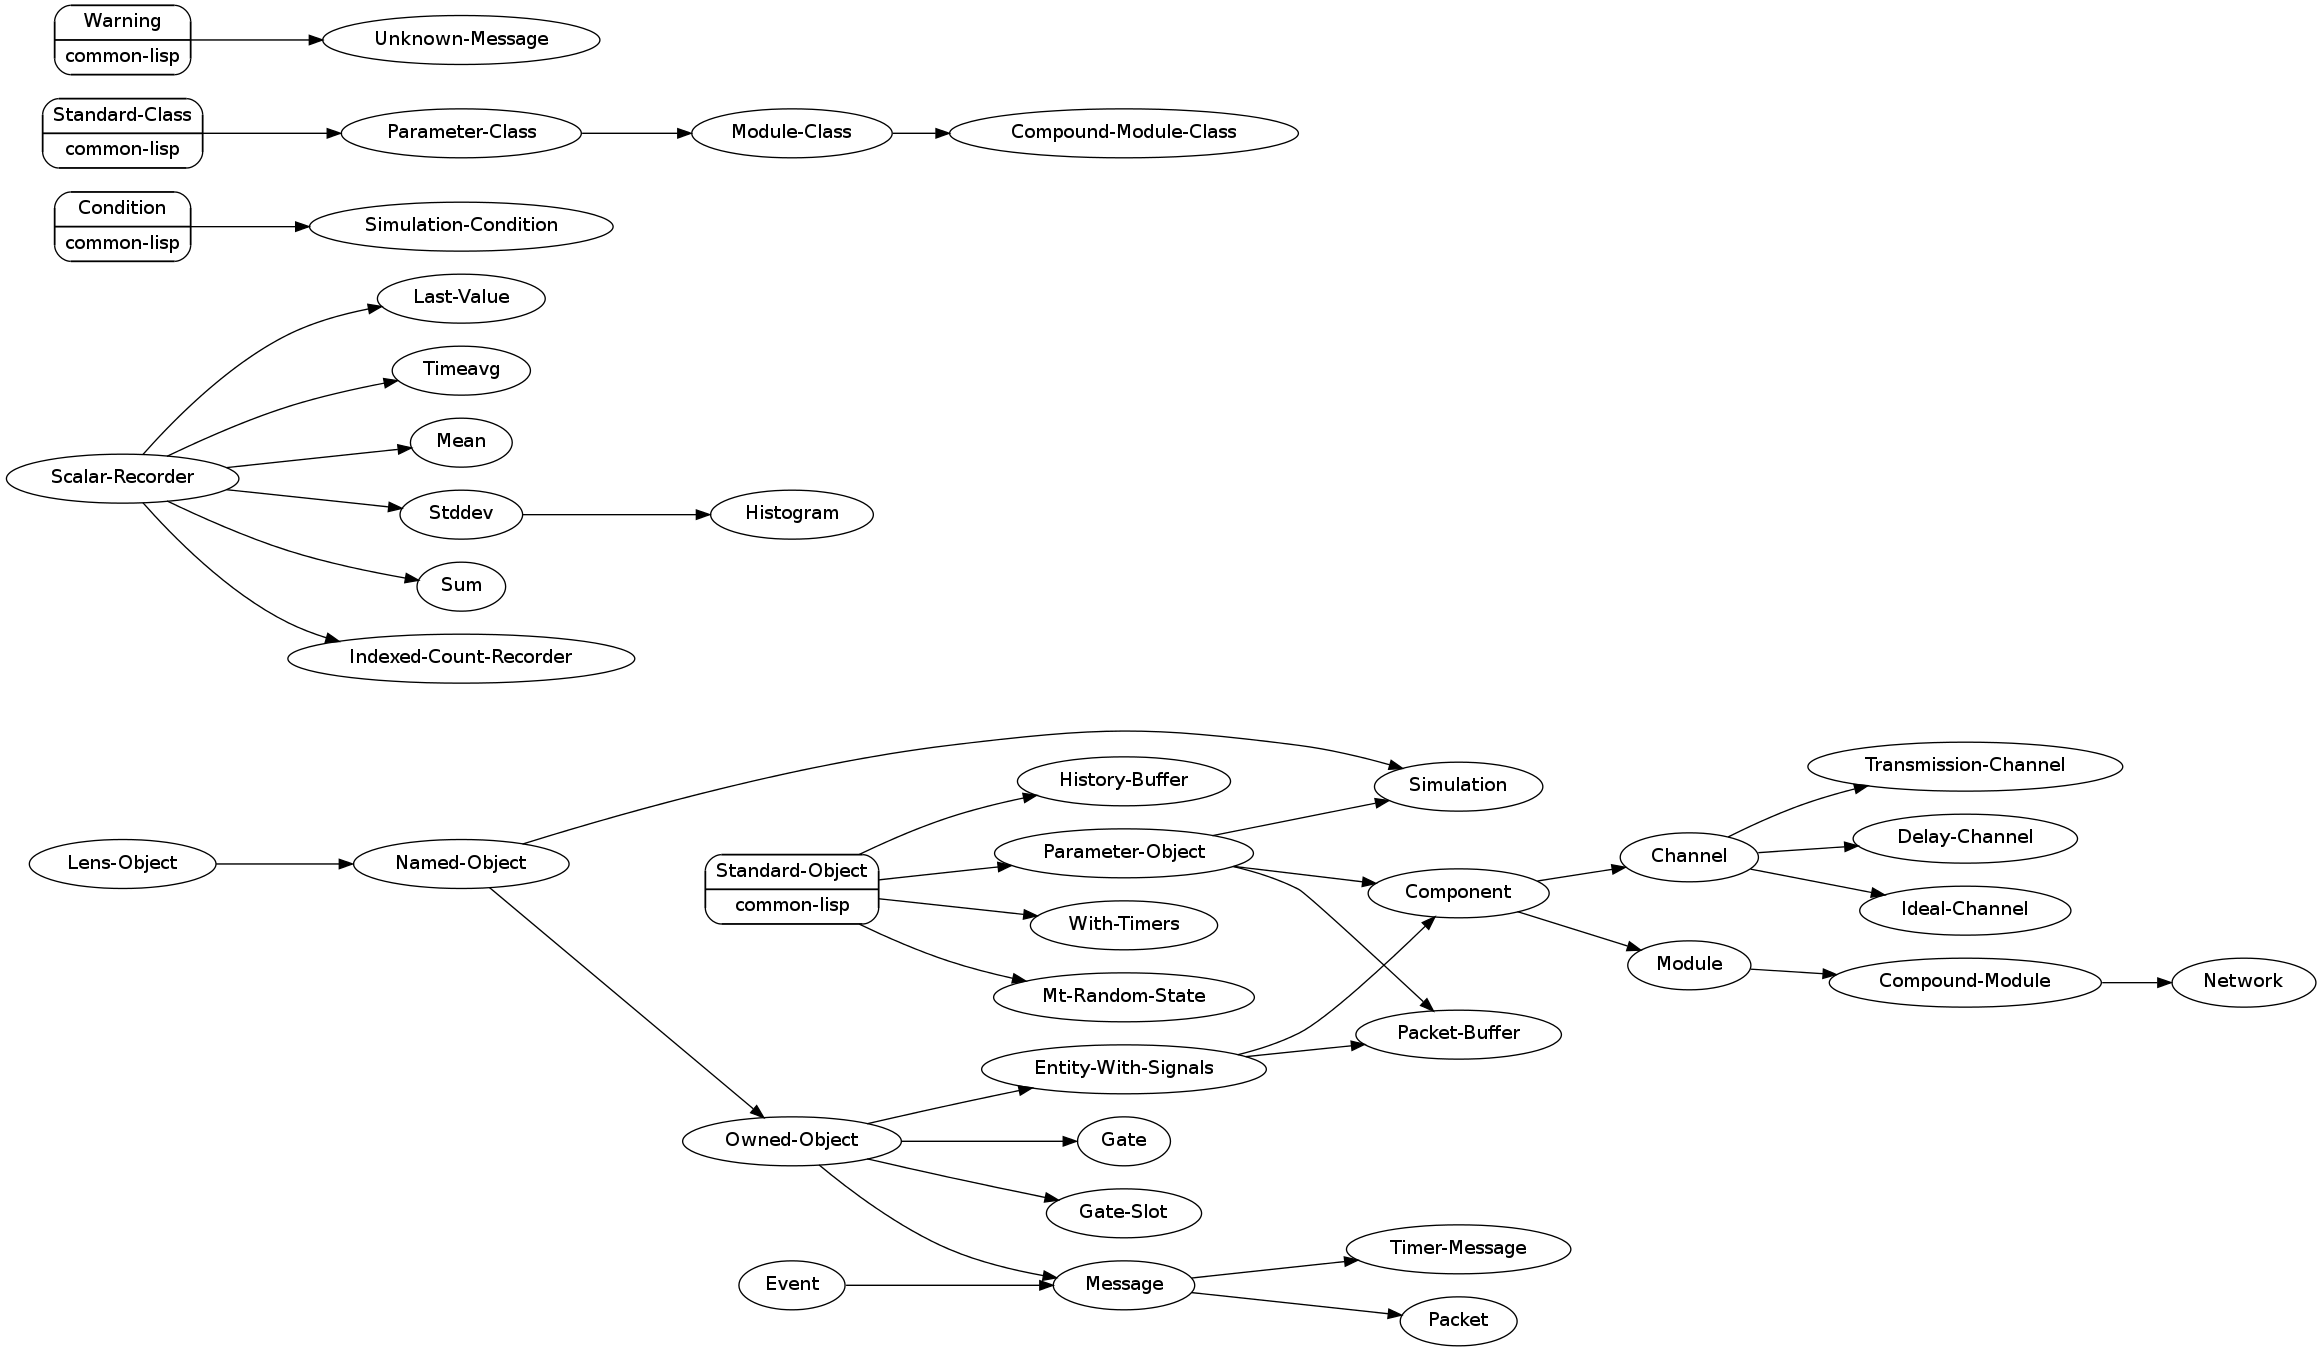 Warning
common-lisp
Unknown-Message
Standard-Class
common-lisp
Parameter-Class
Module-Class
Compound-Module-Class
Condition
common-lisp
Simulation-Condition
Last-Value
Timeavg
Mean
Scalar-Recorder
Stddev
Histogram
Sum
Indexed-Count-Recorder
Transmission-Channel
History-Buffer
Simulation
Delay-Channel
Parameter-Object
Channel
Lens-Object
Named-Object
Standard-Object
common-lisp
Component
Ideal-Channel
With-Timers
Module
Compound-Module
Network
Mt-Random-State
Packet-Buffer
Entity-With-Signals
Owned-Object
Gate
Gate-Slot
Timer-Message
Event
Message
Packet